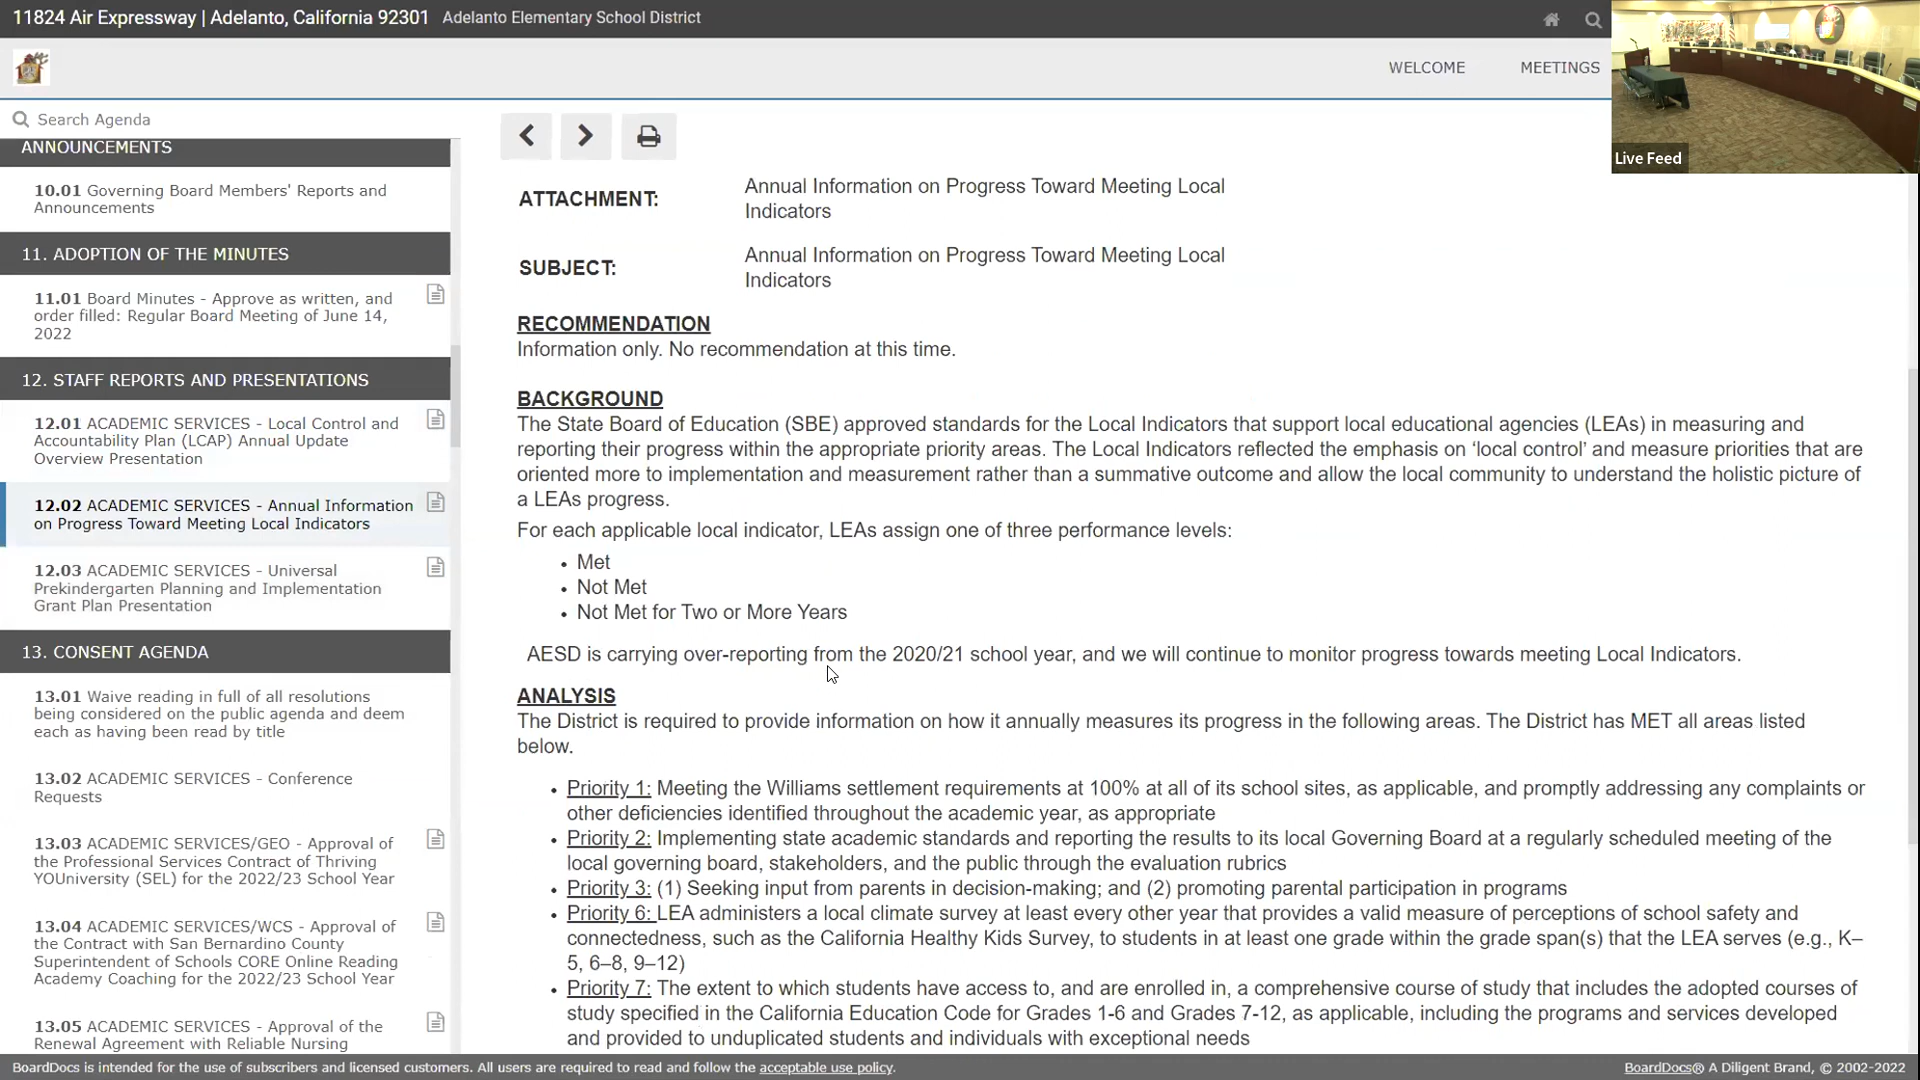 11824 Air Expressway | Adelanto, California 92301 Adelanto Elementary School District
WELCOME MEETINGS
Live Feed
Search Agenda
ANNOUNCEMENTS
10.01 Governing Board Members' Reports and
Announcements
11. ADOPTION OF THE MINUTES
11.01 Board Minutes - Approve as written, and
order filled: Regular Board Meeting of June 14,
2022
12. STAFF REPORTS AND PRESENTATIONS
12.01 ACADEMIC SERVICES - Local Control and
Accountability Plan (LCAP) Annual Update
Overview Presentation
12.02 ACADEMIC SERVICES - Annual Information
on Progress Toward Meeting Local Indicators
12.03 ACADEMIC SERVICES - Universal
Prekindergarten Planning and Implementation
Grant Plan Presentation
13. CONSENT AGENDA
13.01 Waive reading in full of all resolutions
being considered on the public agenda and deem
each as having been read by title
13.02 ACADEMIC SERVICES - Conference
Requests
13.03 ACADEMIC SERVICES/GEO - Approval of
the Professional Services Contract of Thriving
YOUniversity (SEL) for the 2022/23 School Year
13.04 ACADEMIC SERVICES/WCS - Approval of
the Contract with San Bernardino County
Superintendent of Schools CORE Online Reading
Academy Coaching for the 2022/23 School Year
13.05 ACADEMIC SERVICES - Approval of the
Renewal Agreement with Reliable Nursing
ATTACHMENT: Annual Information on Progress Toward Meeting Local
Indicators
SUBJECT: Annual Information on Progress Toward Meeting Local
Indicators
RECOMMENDATION
Information only. No recommendation at this time.
BACKGROUND
The State Board of Education (SBE) approved standards for the Local Indicators that support local educational agencies (LEAs) in measuring and
reporting their progress within the appropriate priority areas. The Local Indicators reflected the emphasis on ‘local control’ and measure priorities that are
oriented more to implementation and measurement rather than a summative outcome and allow the local community to understand the holistic picture of
a LEAs progress.
For each applicable local indicator, LEAs assign one of three performance levels:
• Met
• Not Met
• Not Met for Two or More Years
AESD is carrying over-reporting from the 2020/21 school year, and we will continue to monitor progress towards meeting Local Indicators.
ANALYSIS
The District is required to provide information on how it annually measures its progress in the following areas. The District has MET all areas listed
below.
• Priority 1: Meeting the Williams settlement requirements at 100% at all of its school sites, as applicable, and promptly addressing any complaints or
other deficiencies identified throughout the academic year, as appropriate
• Priority 2: Implementing state academic standards and reporting the results to its local Governing Board at a regularly scheduled meeting of the
local governing board, stakeholders, and the public through the evaluation rubrics
• Priority 3: (1) Seeking input from parents in decision-making; and (2) promoting parental participation in programs
• Priority 6: LEA administers a local climate survey at least every other year that provides a valid measure of perceptions of school safety and
connectedness, such as the California Healthy Kids Survey, to students in at least one grade within the grade span(s) that the LEA serves (e.g., K–
5, 6–8, 9–12)
• Priority 7: The extent to which students have access to, and are enrolled in, a comprehensive course of study that includes the adopted courses of
study specified in the California Education Code for Grades 1-6 and Grades 7-12, as applicable, including the programs and services developed
and provided to unduplicated students and individuals with exceptional needs
BoardDocs is intended for the use of subscribers and licensed customers. All users are required to read and follow the acceptable use policy. BoardDocs® A Diligent Brand, © 2002-2022